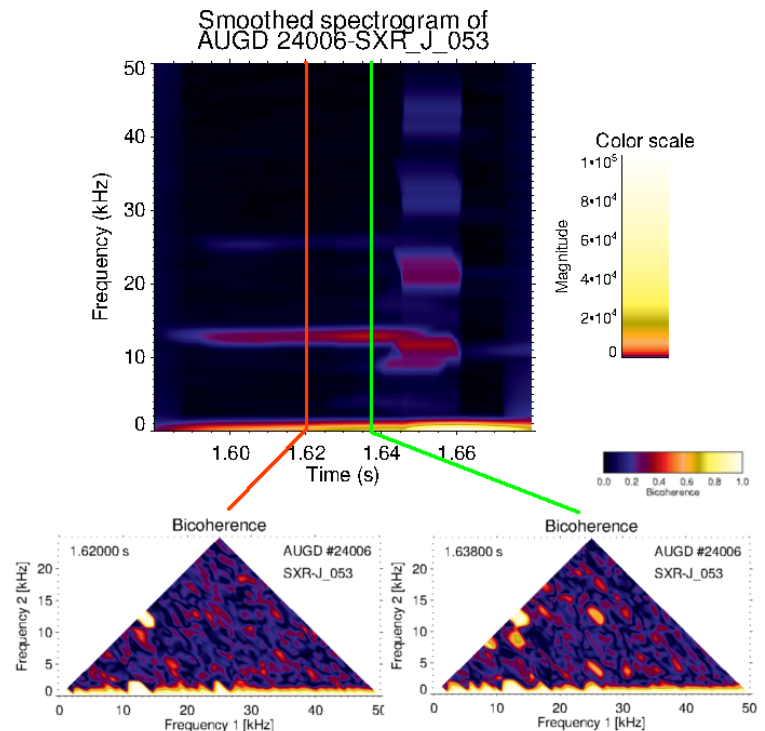 Smoothed spectrogram of
AUGD 24006-SXR_J_053
50
40
30
20
10
0
Frequency (kHz)
1.60 1.62 1.64 1.66
Time (s)
Color scale
1•10⁵
8•10⁴
6•10⁴
4•10⁴
2•10⁴
0
Magnitude
0.0 0.2 0.4 0.6 0.8 1.0
Bicoherence
Bicoherence
1.62000 s
AUGD #24006
SXR-J_053
20
15
10
5
0
Frequency 2 [kHz]
0 10 20 30 40 50
Frequency 1 [kHz]
Bicoherence
1.63800 s
AUGD #24006
SXR-J_053
20
15
10
5
0
Frequency 2 [kHz]
0 10 20 30 40 50
Frequency 1 [kHz]